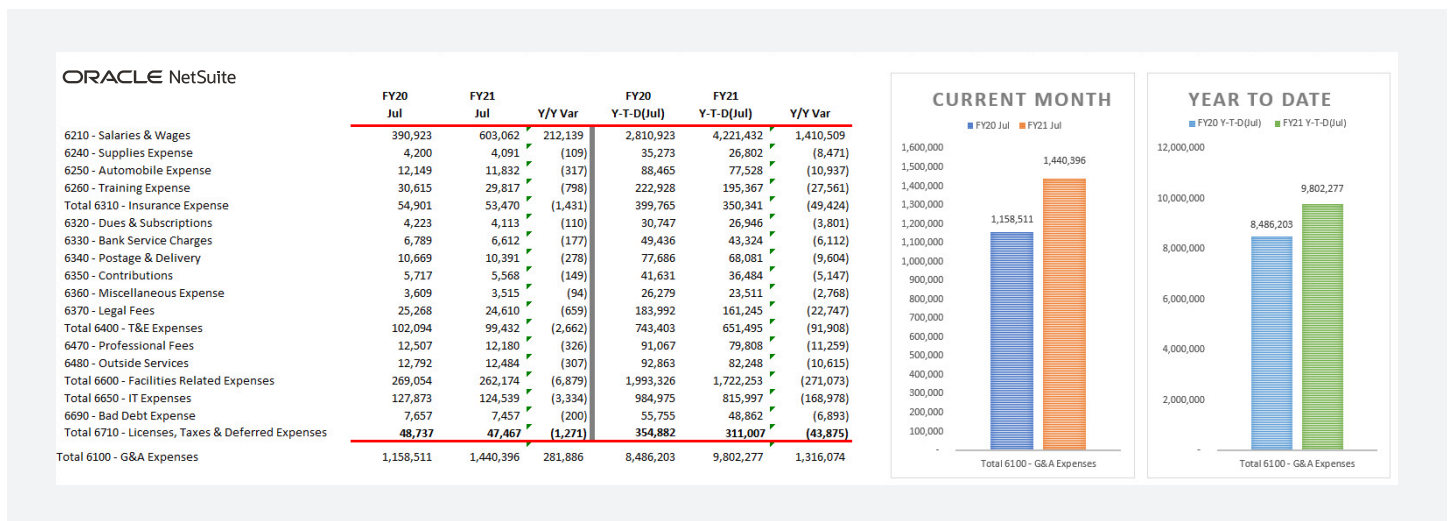 ORACLE NetSuite
FY20 FY21 FY20 FY21
Jul Jul Y/Y Var Y-T-D(Jul) Y-T-D(Jul) Y/Y Var
6210 - Salaries & Wages 390,923 603,062 212,139 2,810,923 4,221,432 1,410,509
6240 - Supplies Expense 4,200 4,091 (109) 35,273 26,802 (8,471)
6250 - Automobile Expense 12,149 11,832 (317) 88,465 77,528 (10,937)
6260 - Training Expense 30,615 29,817 (798) 222,928 195,367 (27,561)
Total 6310 - Insurance Expense 54,901 53,470 (1,431) 399,765 350,341 (49,424)
6320 - Dues & Subscriptions 4,223 4,113 (110) 30,747 26,946 (3,801)
6330 - Bank Service Charges 6,789 6,612 (177) 49,436 43,324 (6,112)
6340 - Postage & Delivery 10,669 10,391 (278) 77,686 68,081 (9,604)
6350 - Contributions 5,717 5,568 (149) 41,631 36,484 (5,147)
6360 - Miscellaneous Expense 3,609 3,515 (94) 26,279 23,511 (2,768)
6370 - Legal Fees 25,268 24,610 (659) 183,992 161,245 (22,747)
Total 6400 - T&E Expenses 102,094 99,432 (2,662) 743,403 651,495 (91,908)
6470 - Professional Fees 12,507 12,180 (326) 91,067 79,808 (11,259)
6480 - Outside Services 12,792 12,484 (307) 92,863 82,248 (10,615)
Total 6600 - Facilities Related Expenses 269,054 262,174 (6,879) 1,993,326 1,722,253 (271,073)
Total 6650 - IT Expenses 127,873 124,539 (3,334) 984,975 815,997 (168,978)
6690 - Bad Debt Expense 7,657 7,457 (200) 55,755 48,862 (6,893)
Total 6710 - Licenses, Taxes & Deferred Expenses 48,737 47,467 (1,271) 354,882 311,007 (43,875)
Total 6100 - G&A Expenses 1,158,511 1,440,396 281,886 8,486,203 9,802,277 1,316,074
CURRENT MONTH
FY20 Jul FY21 Jul
1,600,000
1,500,000
1,400,000
1,300,000
1,200,000
1,100,000
1,000,000
900,000
800,000
700,000
600,000
500,000
400,000
300,000
200,000
100,000
-
1,158,511
1,440,396
Total 6100 - G&A Expenses
YEAR TO DATE
FY20 Y-T-D(Jul) FY21 Y-T-D(Jul)
12,000,000
10,000,000
8,000,000
6,000,000
4,000,000
2,000,000
-
8,486,203
9,802,277
Total 6100 - G&A Expenses